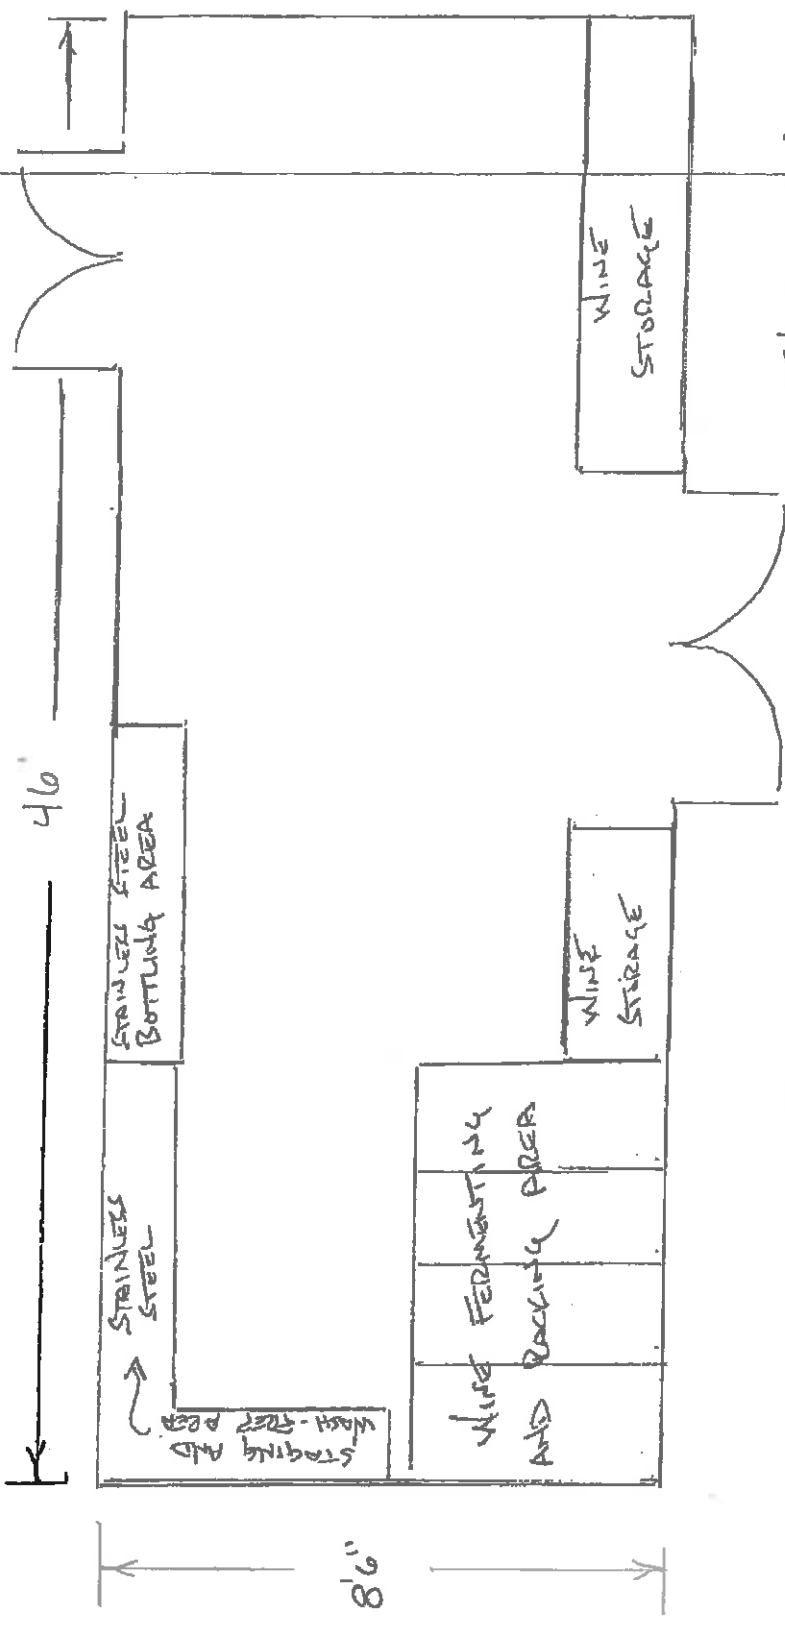 46
WINE
STORAGE
STAINLESS STEEL
BOTTLING AREA
WINE
STORAGE
STAINLESS
STEEL
WINE FERMENTING
AND RACKING AREA
STAGING AND
WASH-PREP AREA
8'6"